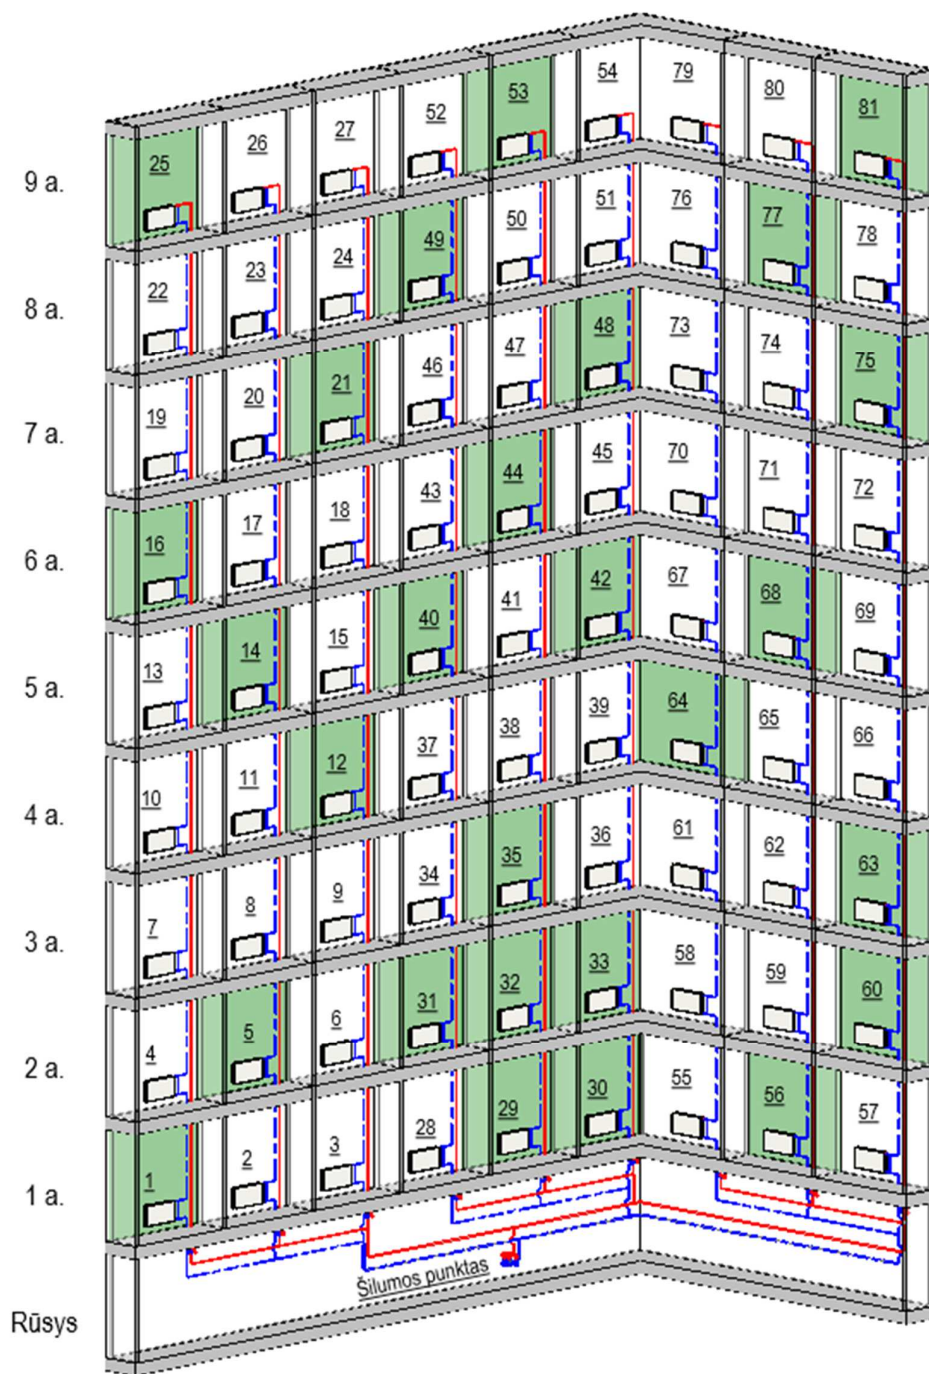 9 a. 25 26 27 52 53 54 79 80 81
8 a. 22 23 24 49 50 51 76 77 78
7 a. 19 20 21 46 47 48 73 74 75
6 a. 16 17 18 43 44 45 70 71 72
5 a. 13 14 15 40 41 42 67 68 69
4 a. 10 11 12 37 38 39 64 65 66
3 a. 7 8 9 34 35 36 61 62 63
2 a. 4 5 6 31 32 33 58 59 60
1 a. 1 2 3 28 29 30 55 56 57
Šilumos punktas
Rūsys